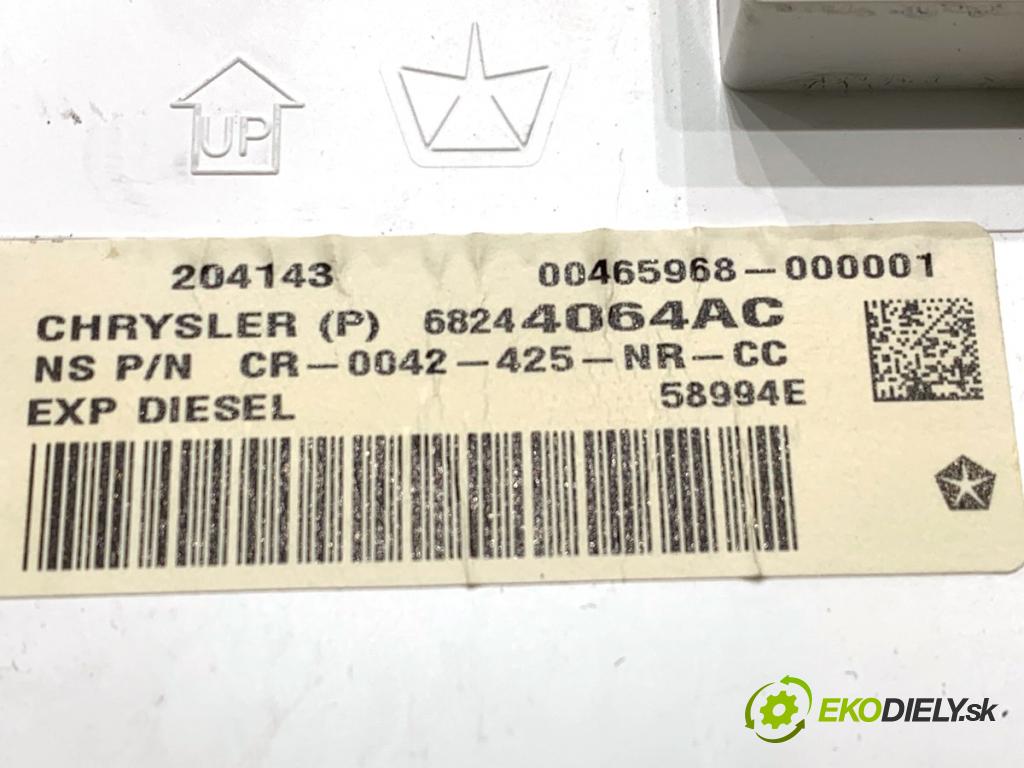 UP
204143 00465968-000001
CHRYSLER (P) 68244064AC
NS P/N CR-0042-425-NR-CC
EXP DIESEL 58994E
EKODIELY.sk